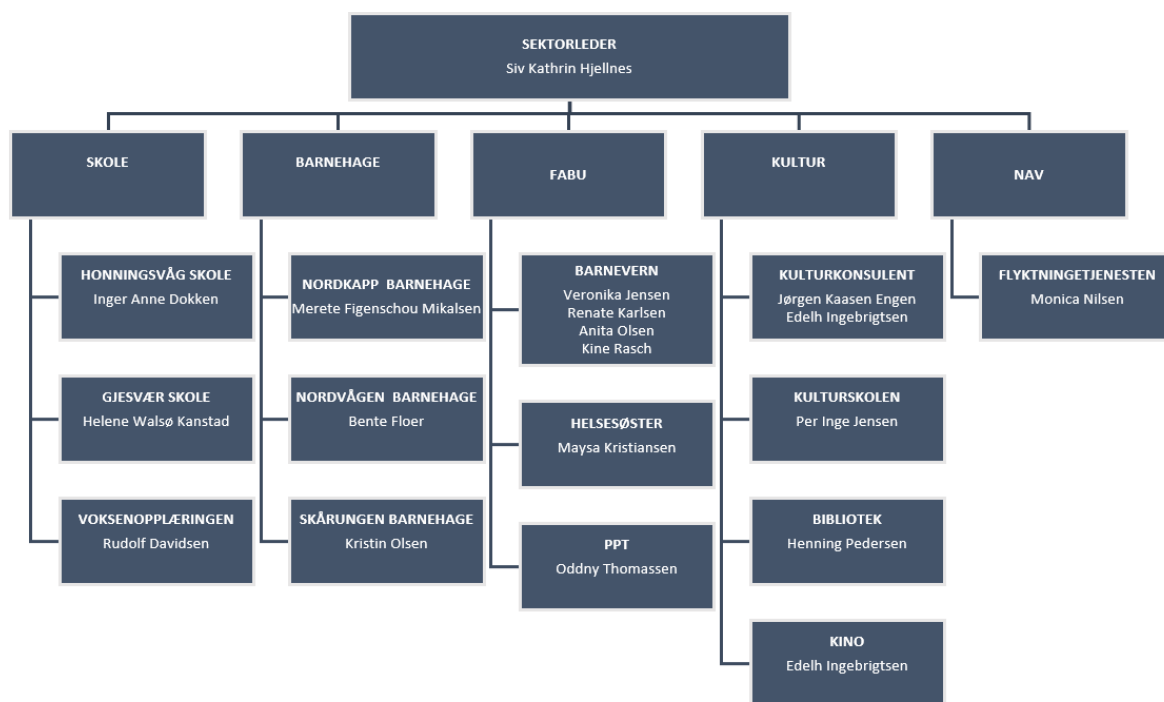 SEKTORLEDER
Siv Kathrin Hjellnes
SKOLE
BARNEHAGE
FABU
KULTUR
NAV
HONNINGSVÅG SKOLE
Inger Anne Dokken
GJESVÆR SKOLE
Helene Walsø Kanstad
VOKSENOPPLÆRINGEN
Rudolf Davidsen
NORDKAPP BARNEHAGE
Merete Figenschou Mikalsen
NORDVÅGEN BARNEHAGE
Bente Floer
SKÅRUNGEN BARNEHAGE
Kristin Olsen
BARNEVERN
Veronika Jensen
Renate Karlsen
Anita Olsen
Kine Rasch
HELSESØSTER
Maysa Kristiansen
PPT
Oddny Thomassen
KULTURKONSULENT
Jørgen Kaasen Engen
Edelh Ingebrigtsen
KULTURSKOLEN
Per Inge Jensen
BIBLIOTEK
Henning Pedersen
KINO
Edelh Ingebrigtsen
FLYKTNINGETJENESTEN
Monica Nilsen